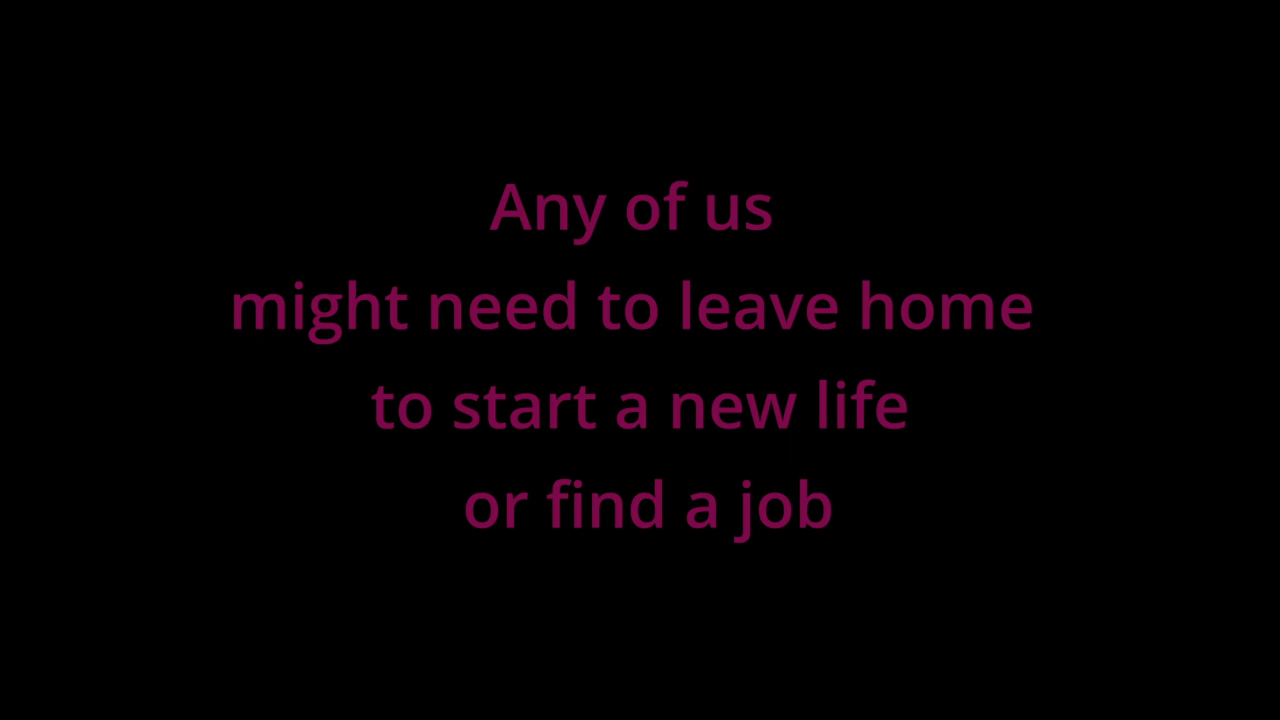 Any of us
might need to leave home
to start a new life
or find a job